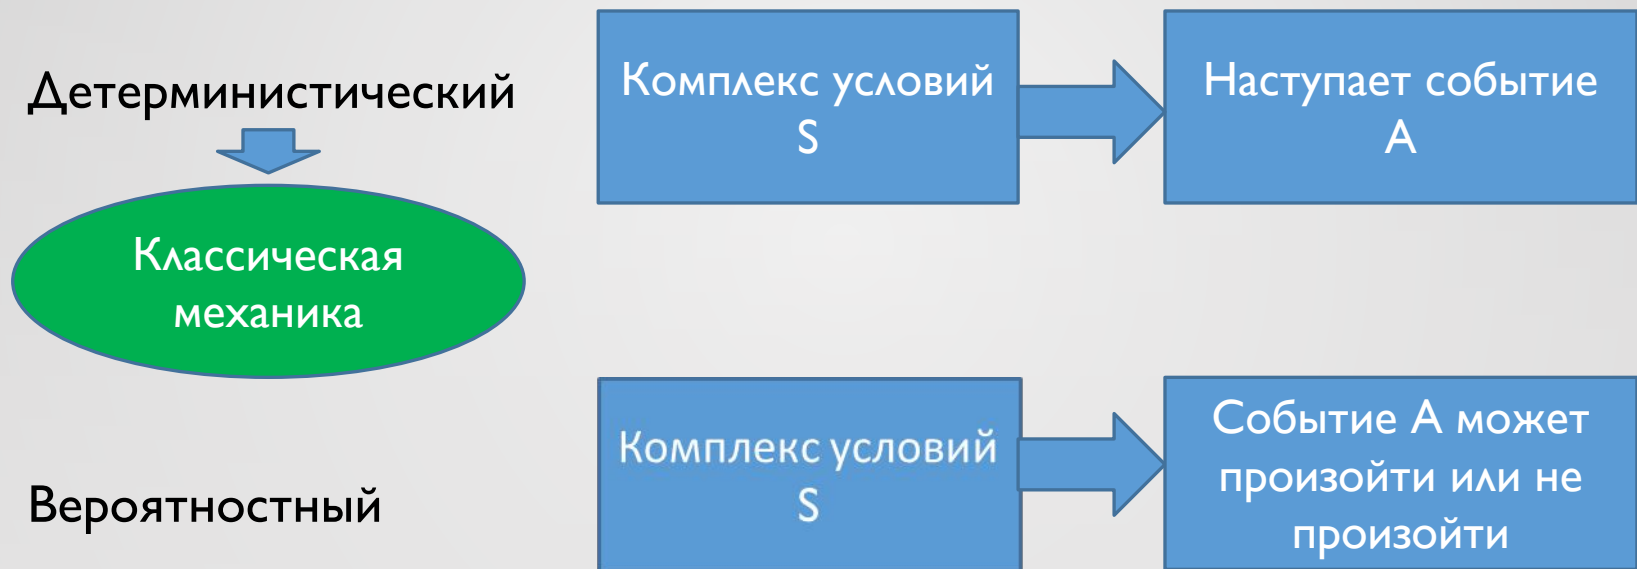 Детерминистический
Комплекс условий
S
Наступает событие
А
Классическая
механика
Вероятностный
Комплекс условий
S
Событие А может
произойти или не
произойти